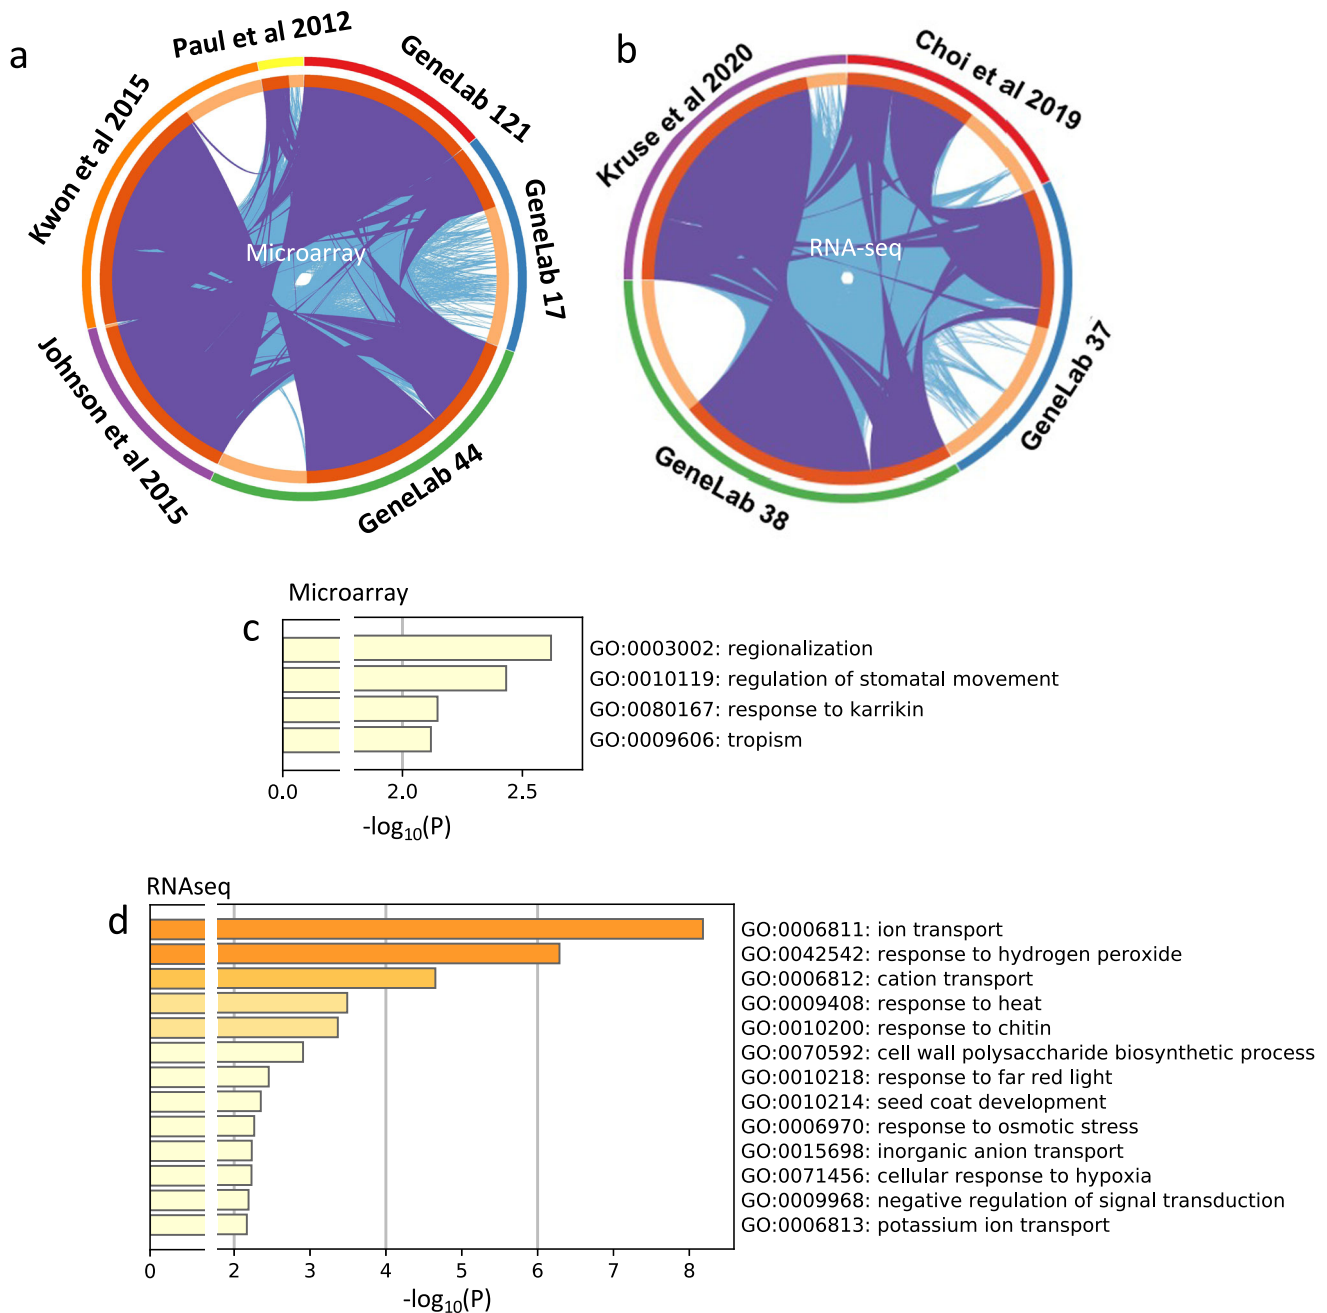 a
Paul et al 2012
GeneLab 121
Kwon et al 2015
GeneLab 17
Microarray
Johnson et al 2015
GeneLab 44
b
Kruse et al 2020
Choi et al 2019
RNA-seq
GeneLab 37
GeneLab 38
Microarray
c
GO:0003002: regionalization
GO:0010119: regulation of stomatal movement
GO:0080167: response to karrikin
GO:0009606: tropism
0.0 2.0 2.5
-log10(P)
RNAseq
d
GO:0006811: ion transport
GO:0042542: response to hydrogen peroxide
GO:0006812: cation transport
GO:0009408: response to heat
GO:0010200: response to chitin
GO:0070592: cell wall polysaccharide biosynthetic process
GO:0010218: response to far red light
GO:0010214: seed coat development
GO:0006970: response to osmotic stress
GO:0015698: inorganic anion transport
GO:0071456: cellular response to hypoxia
GO:0009968: negative regulation of signal transduction
GO:0006813: potassium ion transport
0 2 3 4 5 6 7 8
-log10(P)